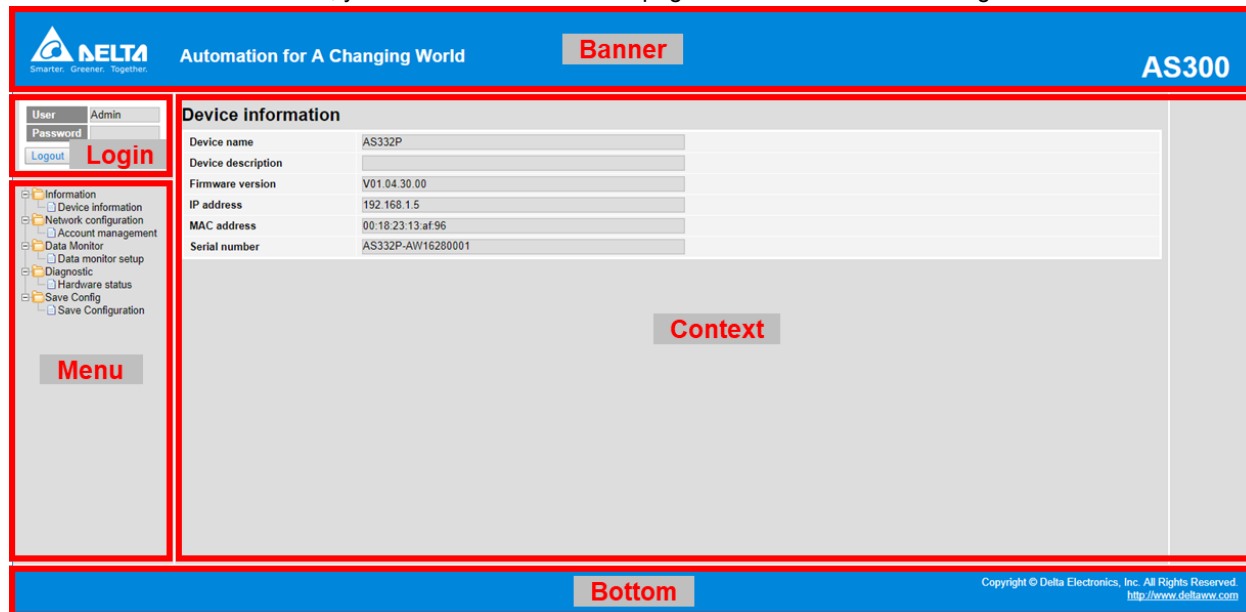 DELTA
Smarter. Greener. Together.
Automation for A Changing World
Banner
AS300
User Admin
Password
Logout
Login
Information
Device information
Network configuration
Account management
Data Monitor
Data monitor setup
Diagnostic
Hardware status
Save Config
Save Configuration
Menu
Device information
Device name AS332P
Device description
Firmware version V01.04.30.00
IP address 192.168.1.5
MAC address 00:18:23:13:af:96
Serial number AS332P-AW16280001
Context
Bottom
Copyright © Delta Electronics, Inc. All Rights Reserved.
http://www.deltaww.com